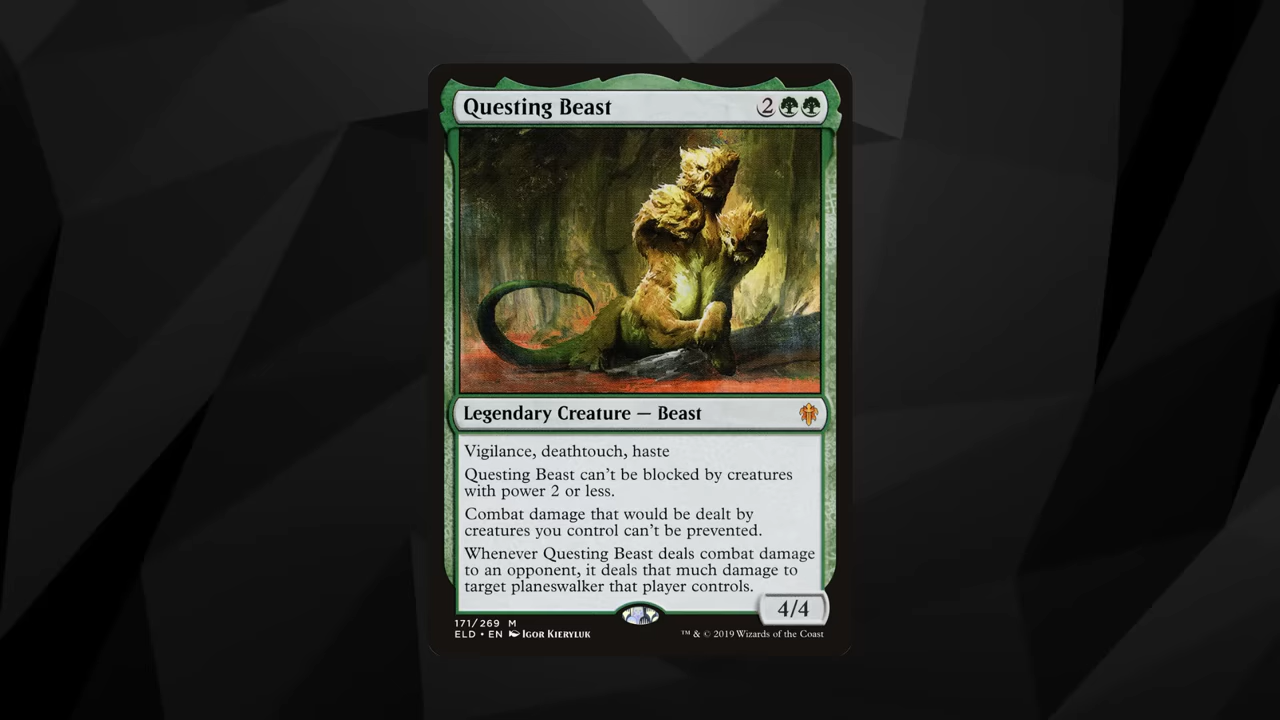 Questing Beast 2
Legendary Creature — Beast
Vigilance, deathtouch, haste
Questing Beast can't be blocked by creatures
with power 2 or less.
Combat damage that would be dealt by
creatures you control can't be prevented.
Whenever Questing Beast deals combat damage
to an opponent, it deals that much damage to
target planeswalker that player controls.
4/4
171/269 M
ELD • EN Igor Kieryluk ™ & © 2019 Wizards of the Coast